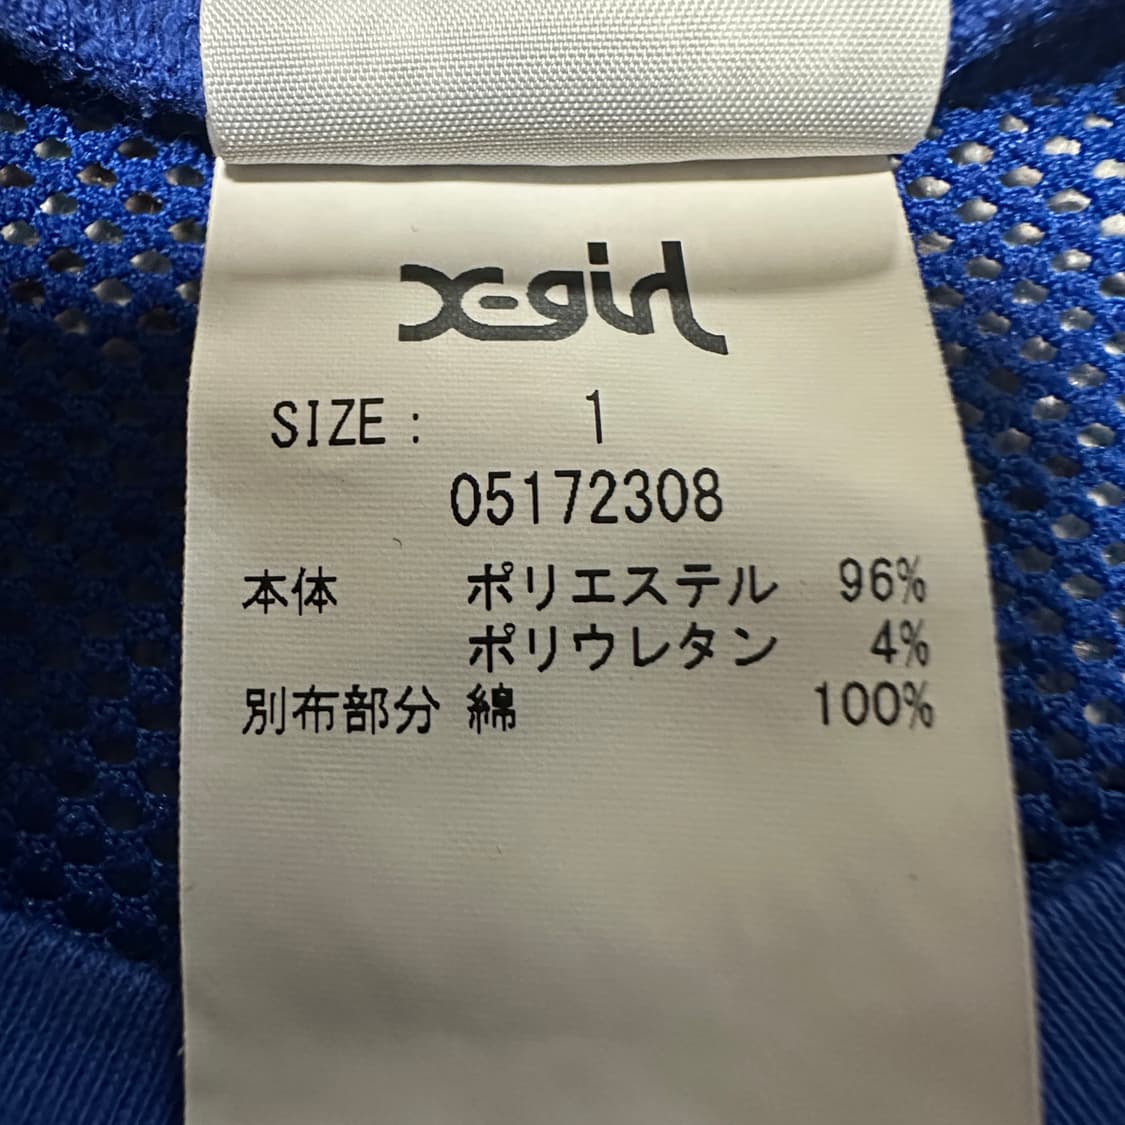 X-girl
SIZE : 1
05172308
本体 ポリエステル 96%
ポリウレタン 4%
別布部分 綿 100%